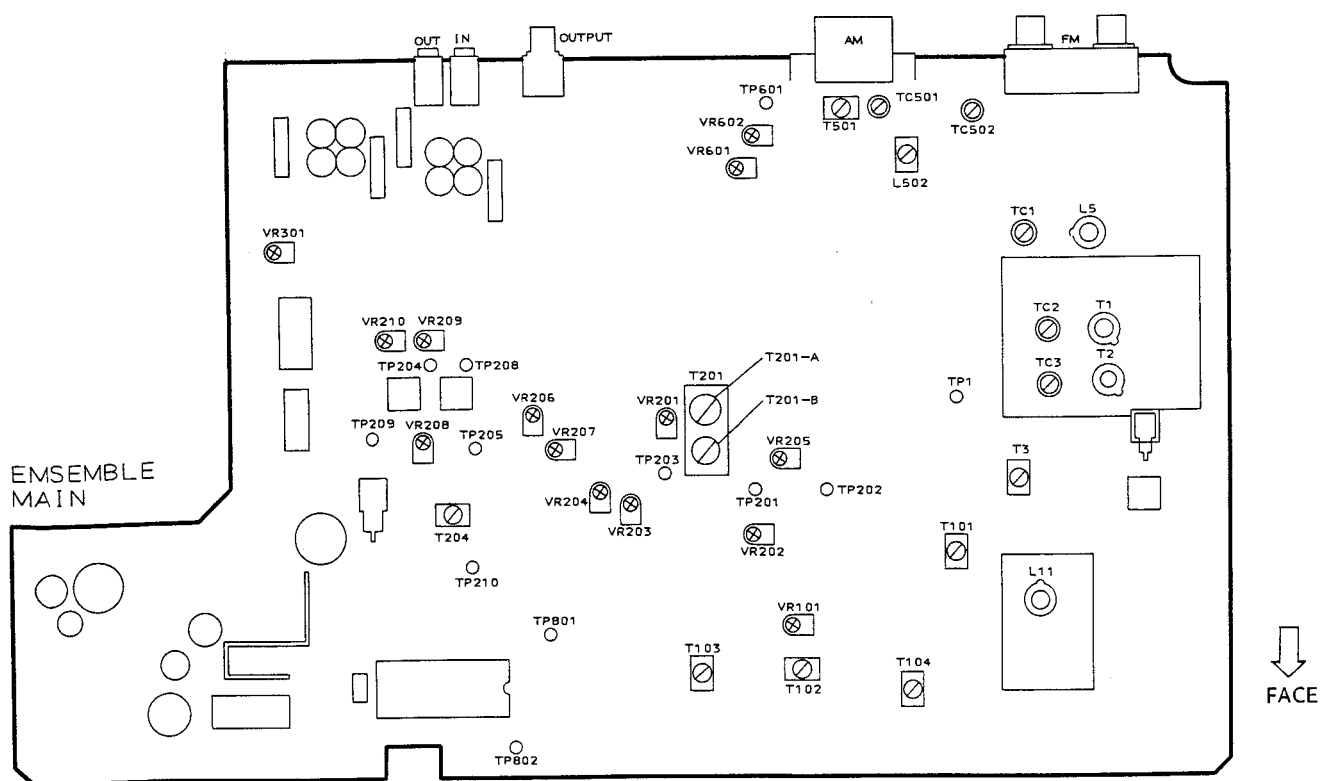 OUT IN OUTPUT AM FM
TP601
TC501
T501
TC502
VR602
VR601
L502
TC1 L5
VR301
TC2 T1
VR210 VR209
TP204 TP208
T201 T201-A
TC3 T2
TP1
VR206 VR201 T201-B
TP209 VR208 TP205 VR207 VR205
T3
EMSEMBLE
MAIN
TP203
VR204 VR203 TP201 TP202
T204
T101
VR202
TP210
L11
VR101
TP801
T103
T102
T104
FACE
TP802